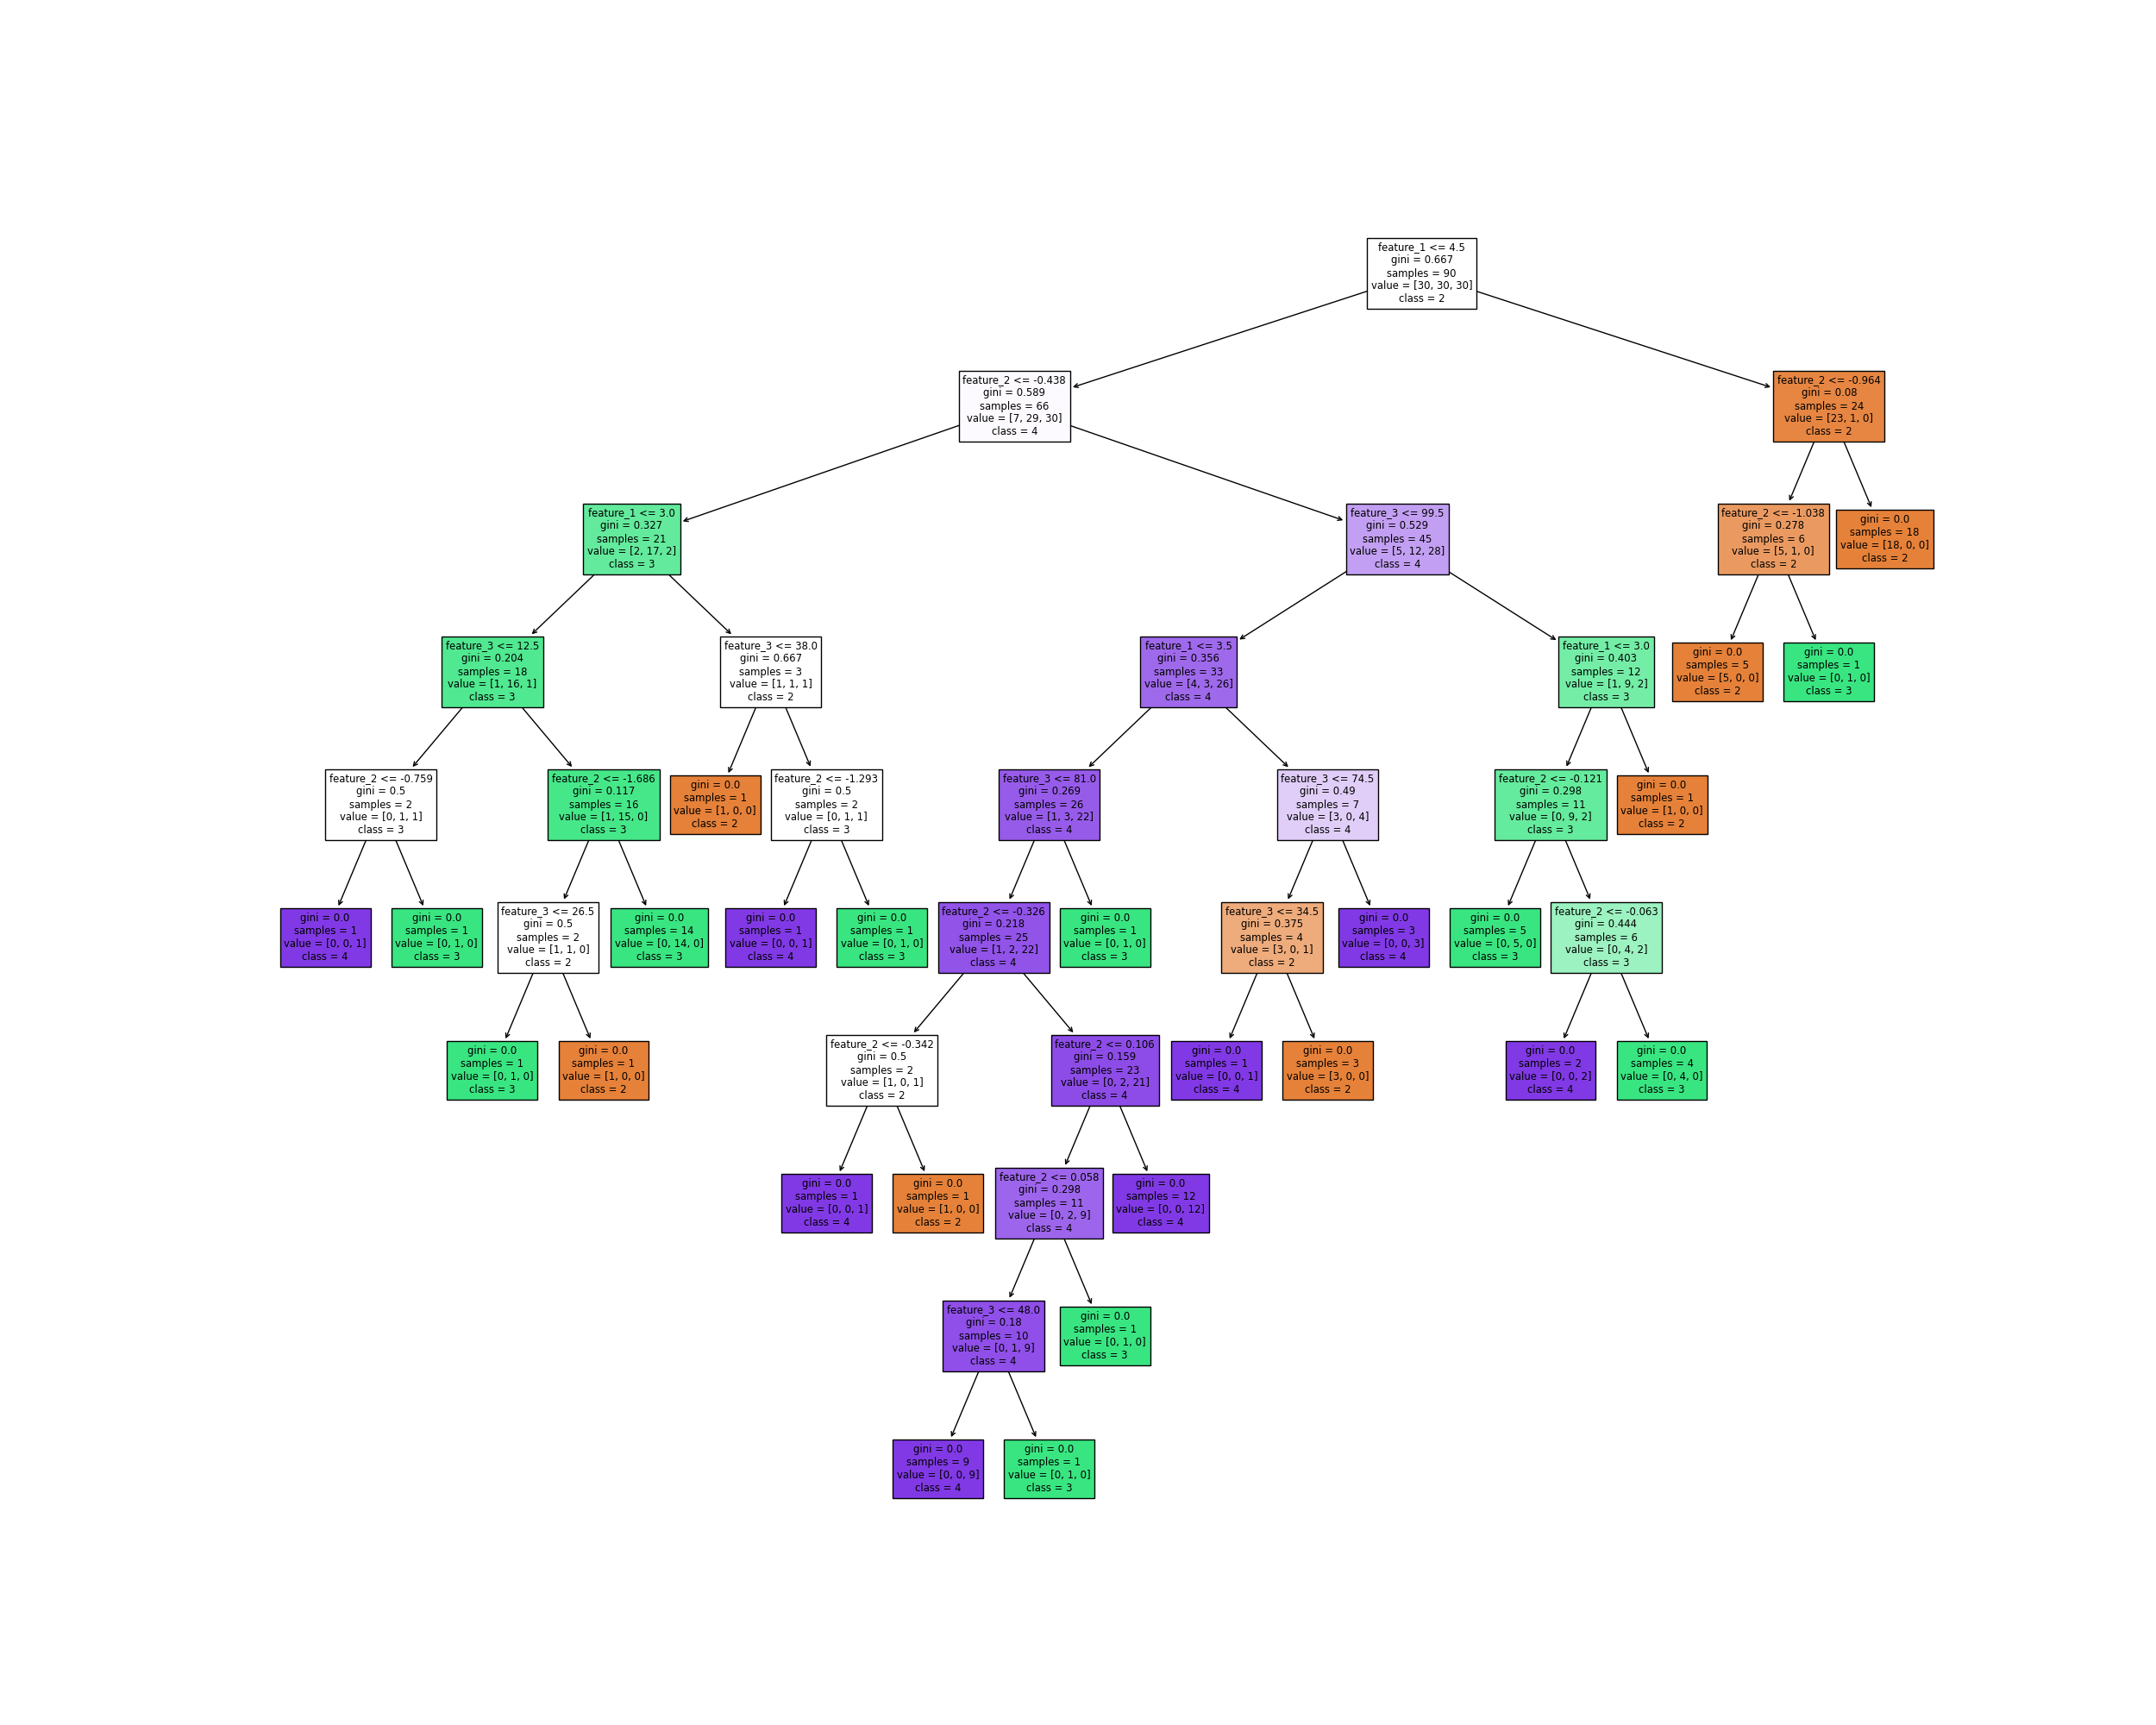 feature_1 <= 4.5
gini = 0.667
samples = 90
value = [30, 30, 30]
class = 2
feature_2 <= -0.438
gini = 0.589
samples = 66
value = [7, 29, 30]
class = 4
feature_2 <= -0.964
gini = 0.08
samples = 24
value = [23, 1, 0]
class = 2
feature_1 <= 3.0
gini = 0.327
samples = 21
value = [2, 17, 2]
class = 3
feature_3 <= 99.5
gini = 0.529
samples = 45
value = [5, 12, 28]
class = 4
feature_2 <= -1.038
gini = 0.278
samples = 6
value = [5, 1, 0]
class = 2
gini = 0.0
samples = 18
value = [18, 0, 0]
class = 2
feature_3 <= 12.5
gini = 0.204
samples = 18
value = [1, 16, 1]
class = 3
feature_3 <= 38.0
gini = 0.667
samples = 3
value = [1, 1, 1]
class = 2
feature_1 <= 3.5
gini = 0.356
samples = 33
value = [4, 3, 26]
class = 4
feature_1 <= 3.0
gini = 0.403
samples = 12
value = [1, 9, 2]
class = 3
gini = 0.0
samples = 5
value = [5, 0, 0]
class = 2
gini = 0.0
samples = 1
value = [0, 1, 0]
class = 3
feature_2 <= -0.759
gini = 0.5
samples = 2
value = [0, 1, 1]
class = 3
feature_2 <= -1.686
gini = 0.117
samples = 16
value = [1, 15, 0]
class = 3
gini = 0.0
samples = 1
value = [1, 0, 0]
class = 2
feature_2 <= -1.293
gini = 0.5
samples = 2
value = [0, 1, 1]
class = 3
feature_3 <= 81.0
gini = 0.269
samples = 26
value = [1, 3, 22]
class = 4
feature_3 <= 74.5
gini = 0.49
samples = 7
value = [3, 0, 4]
class = 4
feature_2 <= -0.121
gini = 0.298
samples = 11
value = [0, 9, 2]
class = 3
gini = 0.0
samples = 1
value = [1, 0, 0]
class = 2
gini = 0.0
samples = 1
value = [0, 0, 1]
class = 4
gini = 0.0
samples = 1
value = [0, 1, 0]
class = 3
feature_3 <= 26.5
gini = 0.5
samples = 2
value = [1, 1, 0]
class = 2
gini = 0.0
samples = 14
value = [0, 14, 0]
class = 3
gini = 0.0
samples = 1
value = [0, 0, 1]
class = 4
gini = 0.0
samples = 1
value = [0, 1, 0]
class = 3
feature_2 <= -0.326
gini = 0.218
samples = 25
value = [1, 2, 22]
class = 4
gini = 0.0
samples = 1
value = [0, 1, 0]
class = 3
feature_3 <= 34.5
gini = 0.375
samples = 4
value = [3, 0, 1]
class = 2
gini = 0.0
samples = 3
value = [0, 0, 3]
class = 4
gini = 0.0
samples = 5
value = [0, 5, 0]
class = 3
feature_2 <= -0.063
gini = 0.444
samples = 6
value = [0, 4, 2]
class = 3
gini = 0.0
samples = 1
value = [0, 1, 0]
class = 3
gini = 0.0
samples = 1
value = [1, 0, 0]
class = 2
feature_2 <= -0.342
gini = 0.5
samples = 2
value = [1, 0, 1]
class = 2
feature_2 <= 0.106
gini = 0.159
samples = 23
value = [0, 2, 21]
class = 4
gini = 0.0
samples = 1
value = [0, 0, 1]
class = 4
gini = 0.0
samples = 3
value = [3, 0, 0]
class = 2
gini = 0.0
samples = 2
value = [0, 0, 2]
class = 4
gini = 0.0
samples = 4
value = [0, 4, 0]
class = 3
gini = 0.0
samples = 1
value = [0, 0, 1]
class = 4
gini = 0.0
samples = 1
value = [1, 0, 0]
class = 2
feature_2 <= 0.058
gini = 0.298
samples = 11
value = [0, 2, 9]
class = 4
gini = 0.0
samples = 12
value = [0, 0, 12]
class = 4
feature_3 <= 48.0
gini = 0.18
samples = 10
value = [0, 1, 9]
class = 4
gini = 0.0
samples = 1
value = [0, 1, 0]
class = 3
gini = 0.0
samples = 9
value = [0, 0, 9]
class = 4
gini = 0.0
samples = 1
value = [0, 1, 0]
class = 3